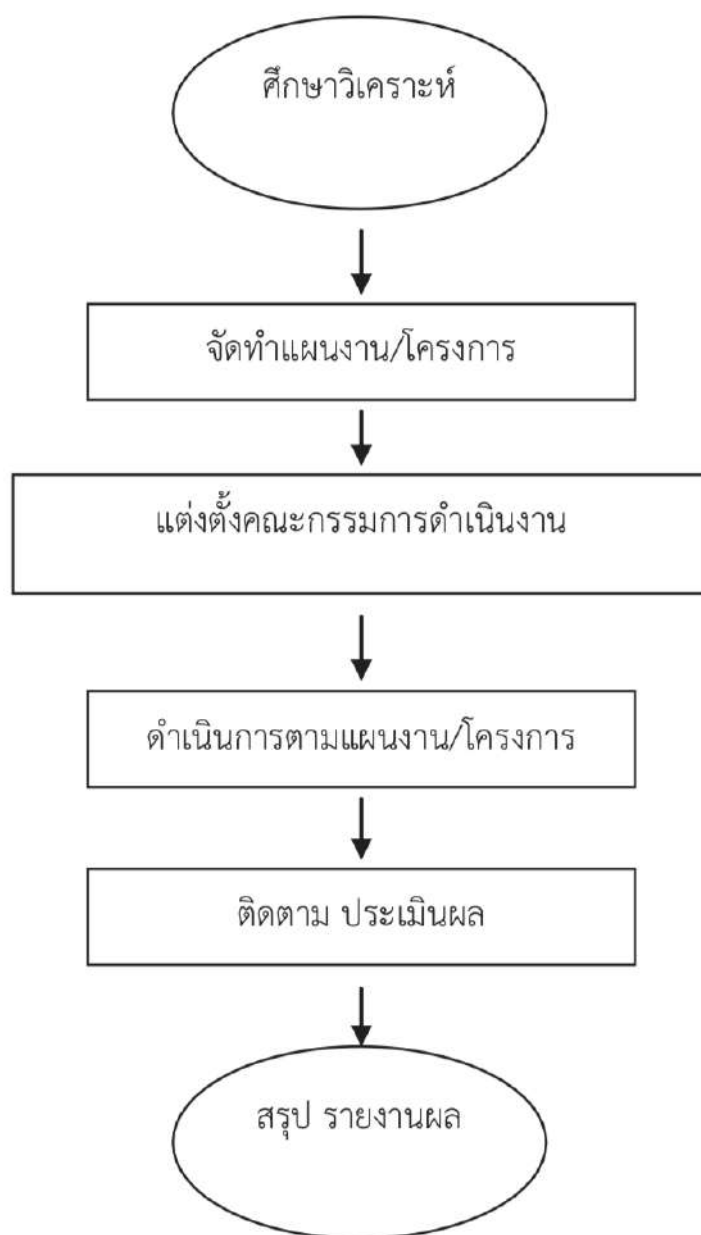 ศึกษาวิเคราะห์
จัดทำแผนงาน/โครงการ
แต่งตั้งคณะกรรมการดำเนินงาน
ดำเนินการตามแผนงาน/โครงการ
ติดตาม ประเมินผล
สรุป รายงานผล